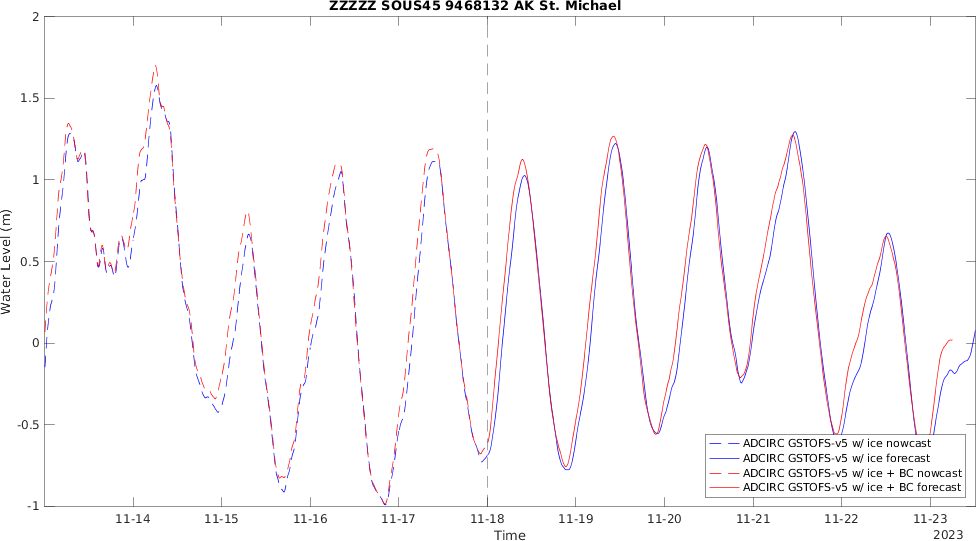 ZZZZZ SOUS45 9468132 AK St. Michael
2
1.5
1
0.5
0
-0.5
-1
Water Level (m)
ADCIRC GSTOFS-v5 w/ ice nowcast
ADCIRC GSTOFS-v5 w/ ice forecast
ADCIRC GSTOFS-v5 w/ ice + BC nowcast
ADCIRC GSTOFS-v5 w/ ice + BC forecast
11-14 11-15 11-16 11-17 11-18 11-19 11-20 11-21 11-22 11-23
Time
2023